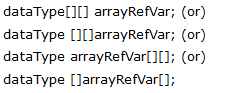 dataType[][] arrayRefVar; (or)
dataType [][]arrayRefVar; (or)
dataType arrayRefVar[][]; (or)
dataType []arrayRefVar[];